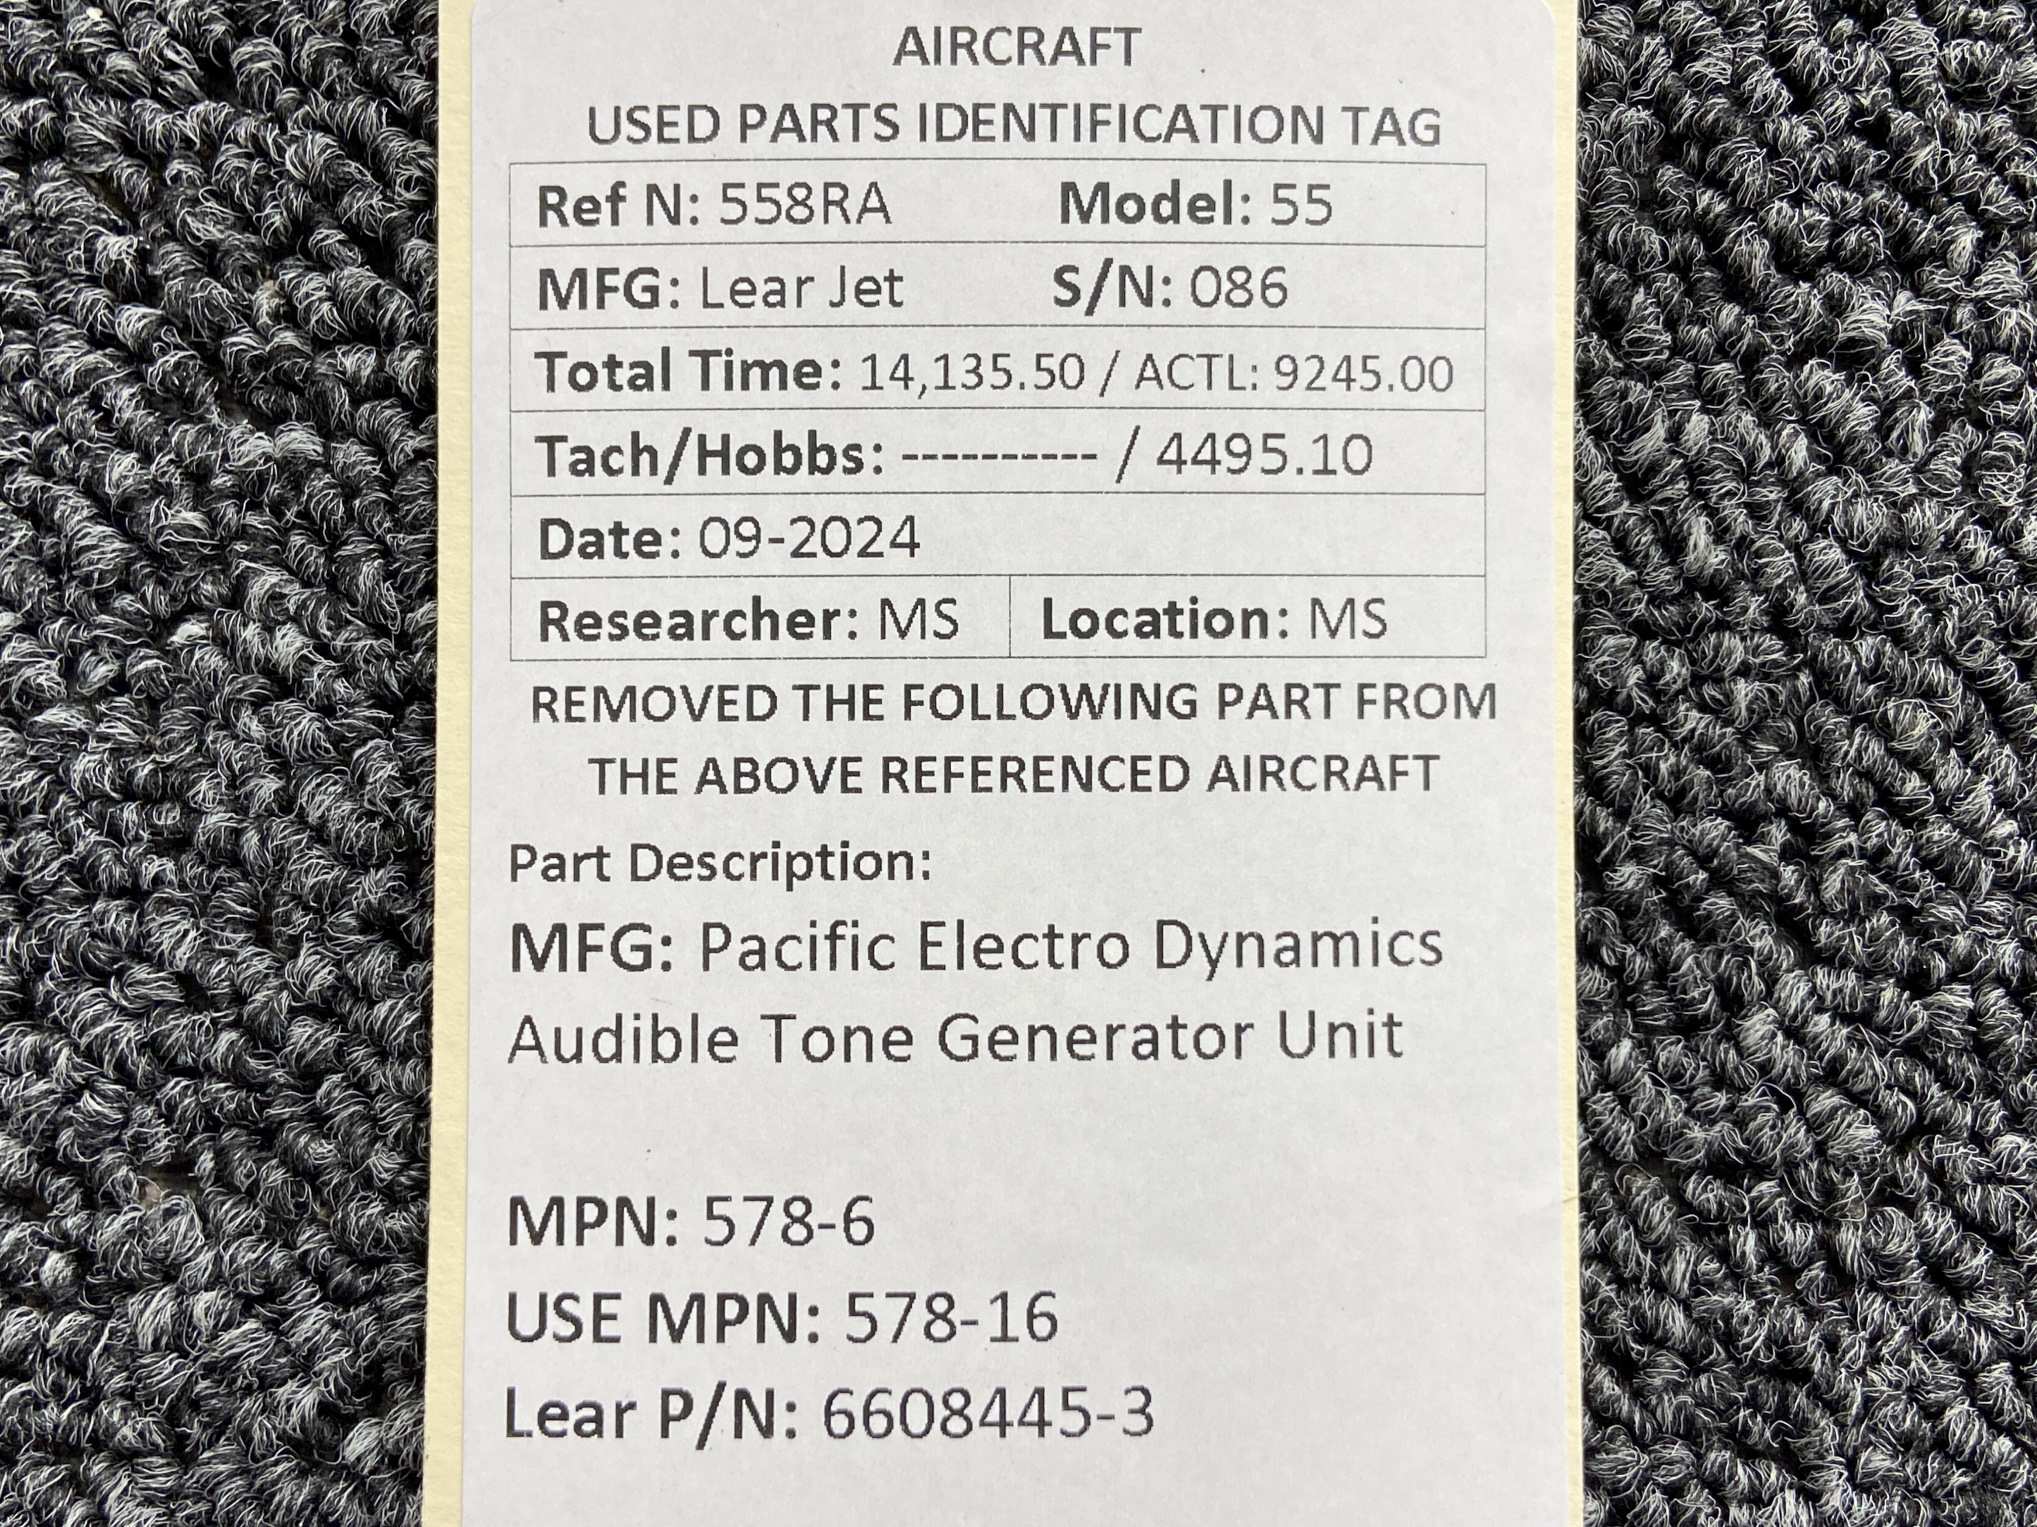 AIRCRAFT
USED PARTS IDENTIFICATION TAG
Ref N: 558RA Model: 55
MFG: Lear Jet S/N: 086
Total Time: 14,135.50 / ACTL: 9245.00
Tach/Hobbs: ---------- / 4495.10
Date: 09-2024
Researcher: MS Location: MS
REMOVED THE FOLLOWING PART FROM
THE ABOVE REFERENCED AIRCRAFT
Part Description:
MFG: Pacific Electro Dynamics
Audible Tone Generator Unit
MPN: 578-6
USE MPN: 578-16
Lear P/N: 6608445-3